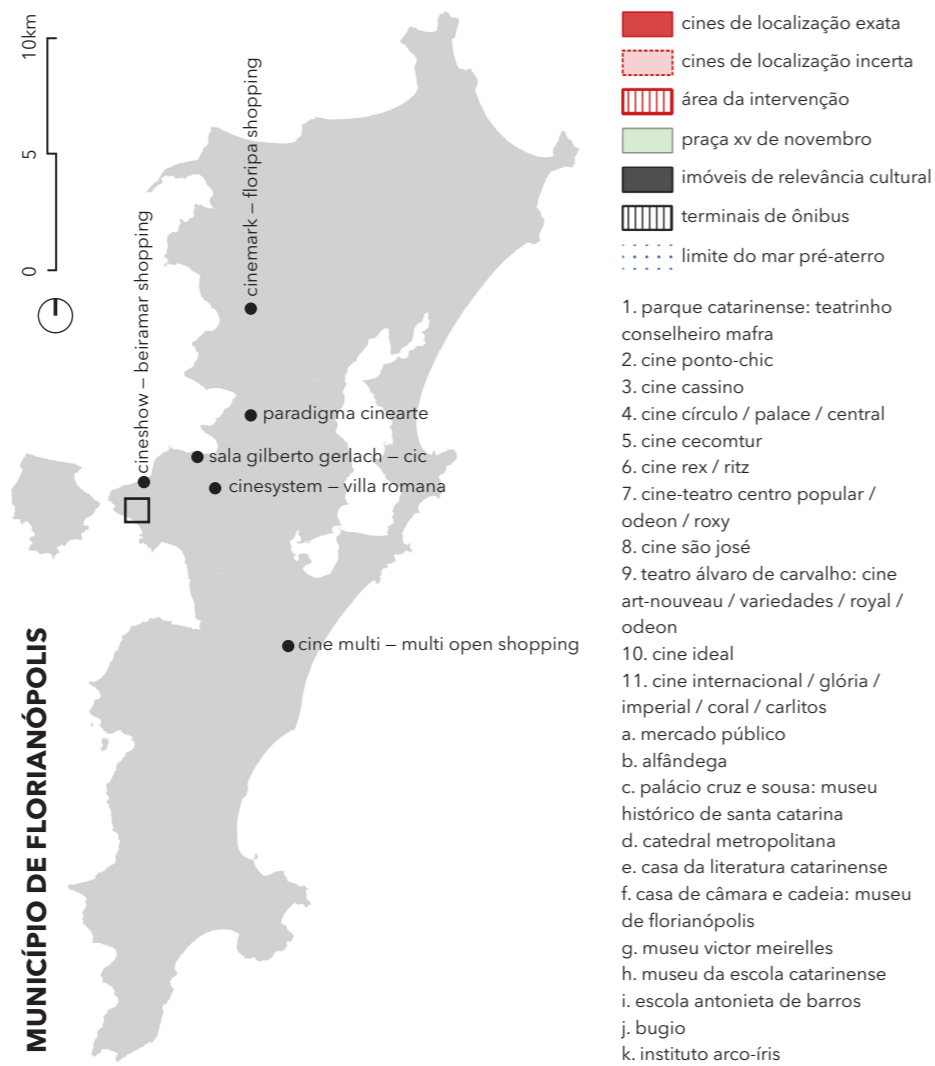 10km
5
0
cinemark – floripa shopping
cineshow – beiramar shopping
paradigma cinearte
sala gilberto gerlach – cic
cinesystem – villa romana
cine multi – multi open shopping
MUNICÍPIO DE FLORIANÓPOLIS
cines de localização exata
cines de localização incerta
área da intervenção
praça xv de novembro
imóveis de relevância cultural
terminais de ônibus
limite do mar pré-aterro
1. parque catarinense: teatrinho
conselheiro mafra
2. cine ponto-chic
3. cine cassino
4. cine círculo / palace / central
5. cine cecomtur
6. cine rex / ritz
7. cine-teatro centro popular /
odeon / roxy
8. cine são josé
9. teatro álvaro de carvalho: cine
art-nouveau / variedades / royal /
odeon
10. cine ideal
11. cine internacional / glória /
imperial / coral / carlitos
a. mercado público
b. alfândega
c. palácio cruz e sousa: museu
histórico de santa catarina
d. catedral metropolitana
e. casa da literatura catarinense
f. casa de câmara e cadeia: museu
de florianópolis
g. museu victor meirelles
h. museu da escola catarinense
i. escola antonieta de barros
j. bugio
k. instituto arco-íris